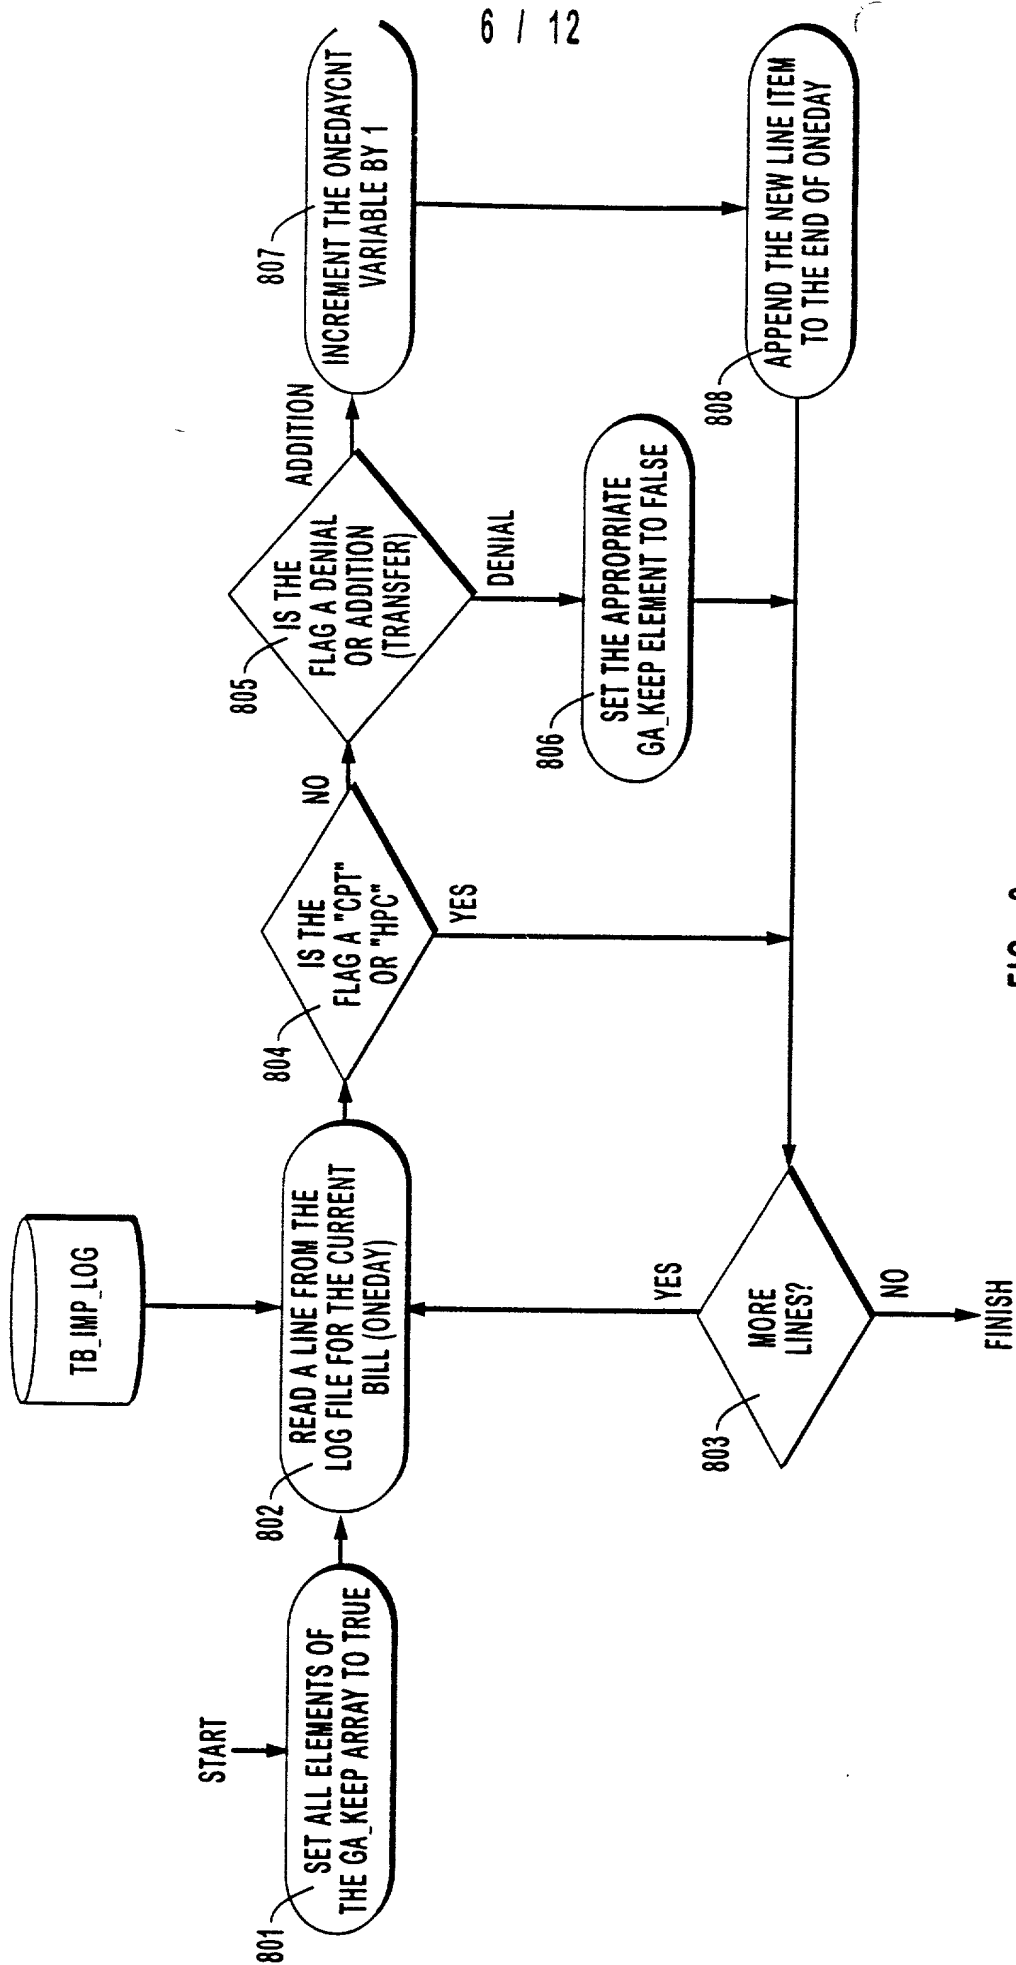 6 / 12
START
801
SET ALL ELEMENTS OF
THE GA_KEEP ARRAY TO TRUE
TB_IMP_LOG
802
READ A LINE FROM THE
LOG FILE FOR THE CURRENT
BILL (ONEDAY)
804
IS THE
FLAG A "CPT"
OR "HPC"
NO
YES
805
IS THE
FLAG A DENIAL
OR ADDITION
(TRANSFER)
ADDITION
DENIAL
807
INCREMENT THE ONEDAYCNT
VARIABLE BY 1
806
SET THE APPROPRIATE
GA_KEEP ELEMENT TO FALSE
808
APPEND THE NEW LINE ITEM
TO THE END OF ONEDAY
803
MORE
LINES?
YES
NO
FINISH